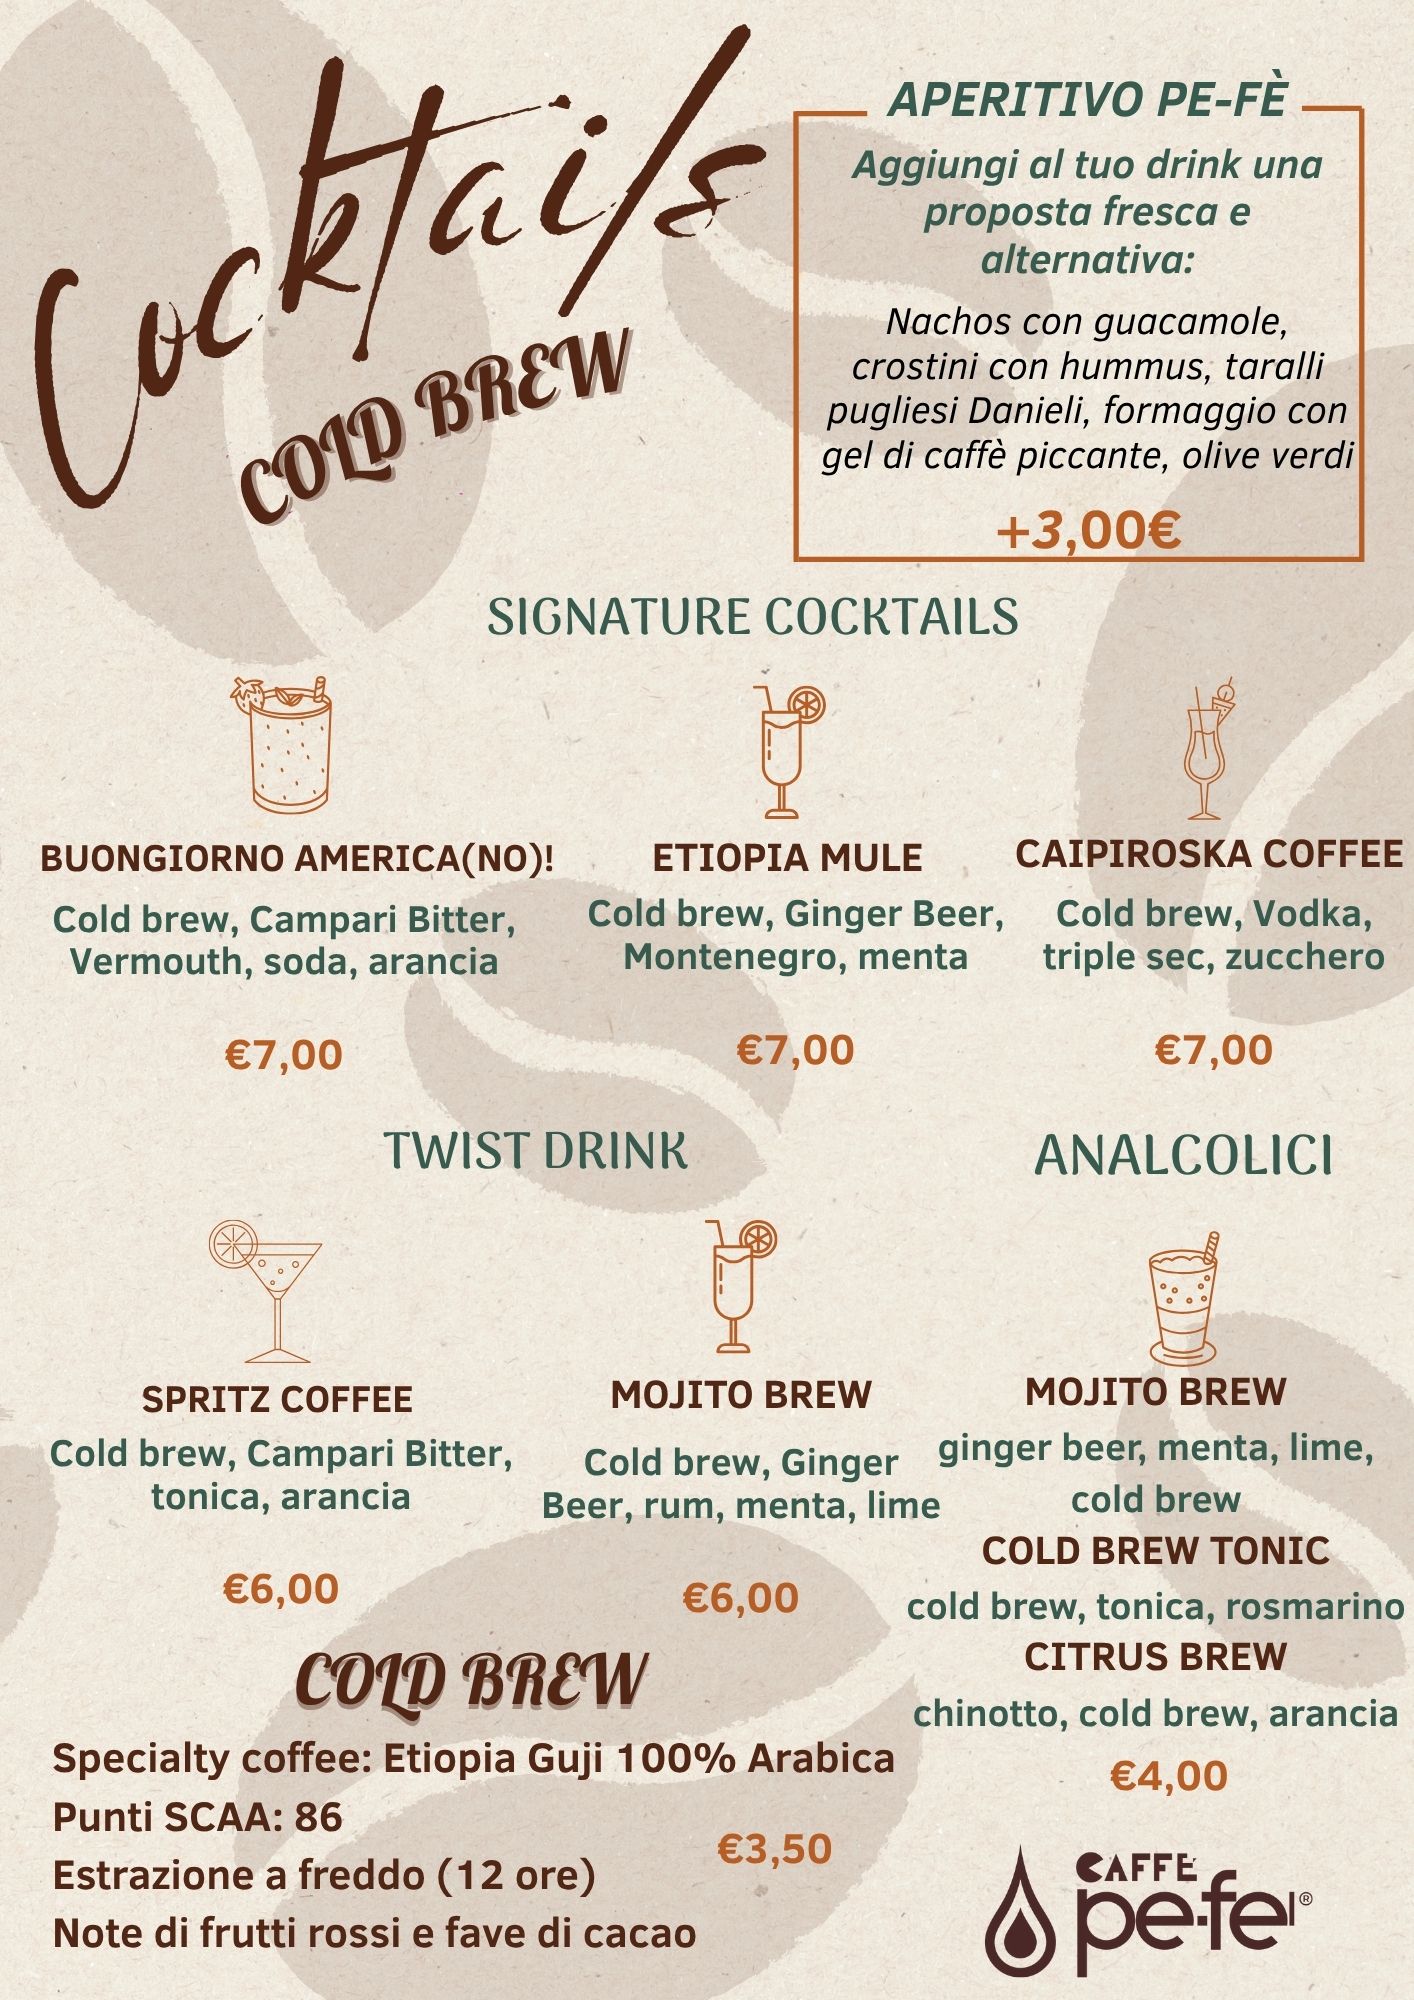 Cocktails
COLD BREW
APERITIVO PE-FÈ
Aggiungi al tuo drink una
proposta fresca e
alternativa:
Nachos con guacamole,
crostini con hummus, taralli
pugliesi Danieli, formaggio con
gel di caffè piccante, olive verdi
+3,00€
SIGNATURE COCKTAILS
BUONGIORNO AMERICA(NO)!
Cold brew, Campari Bitter,
Vermouth, soda, arancia
€7,00
ETIOPIA MULE
Cold brew, Ginger Beer,
Montenegro, menta
€7,00
CAIPIROSKA COFFEE
Cold brew, Vodka,
triple sec, zucchero
€7,00
TWIST DRINK
SPRITZ COFFEE
Cold brew, Campari Bitter,
tonica, arancia
€6,00
MOJITO BREW
Cold brew, Ginger
Beer, rum, menta, lime
€6,00
ANALCOLICI
MOJITO BREW
ginger beer, menta, lime,
cold brew
COLD BREW TONIC
cold brew, tonica, rosmarino
CITRUS BREW
chinotto, cold brew, arancia
€4,00
COLD BREW
Specialty coffee: Etiopia Guji 100% Arabica
Punti SCAA: 86
Estrazione a freddo (12 ore)
Note di frutti rossi e fave di cacao
€3,50
CAFFÈ
pe-fe'®